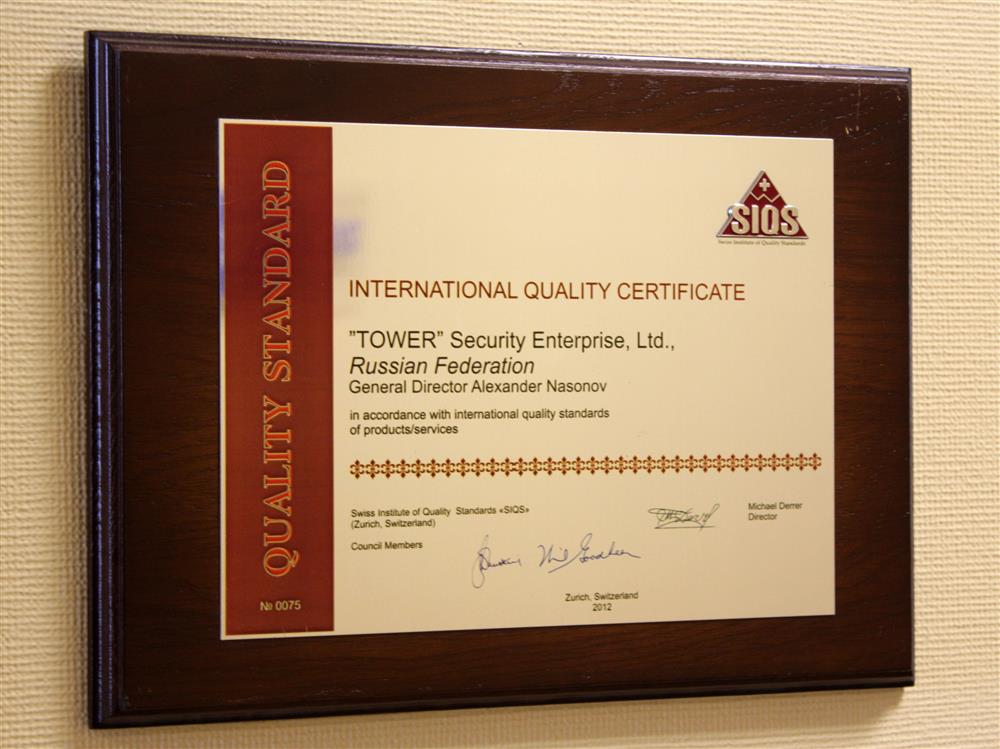 QUALITY STANDARD
№ 0075
SIQS
Swiss Institute of Quality Standards
INTERNATIONAL QUALITY CERTIFICATE
”TOWER” Security Enterprise, Ltd.,
Russian Federation
General Director Alexander Nasonov
in accordance with international quality standards
of products/services
Swiss Institute of Quality Standards «SIQS»
(Zurich, Switzerland)
Council Members
Michael Derrer
Director
Zurich, Switzerland
2012